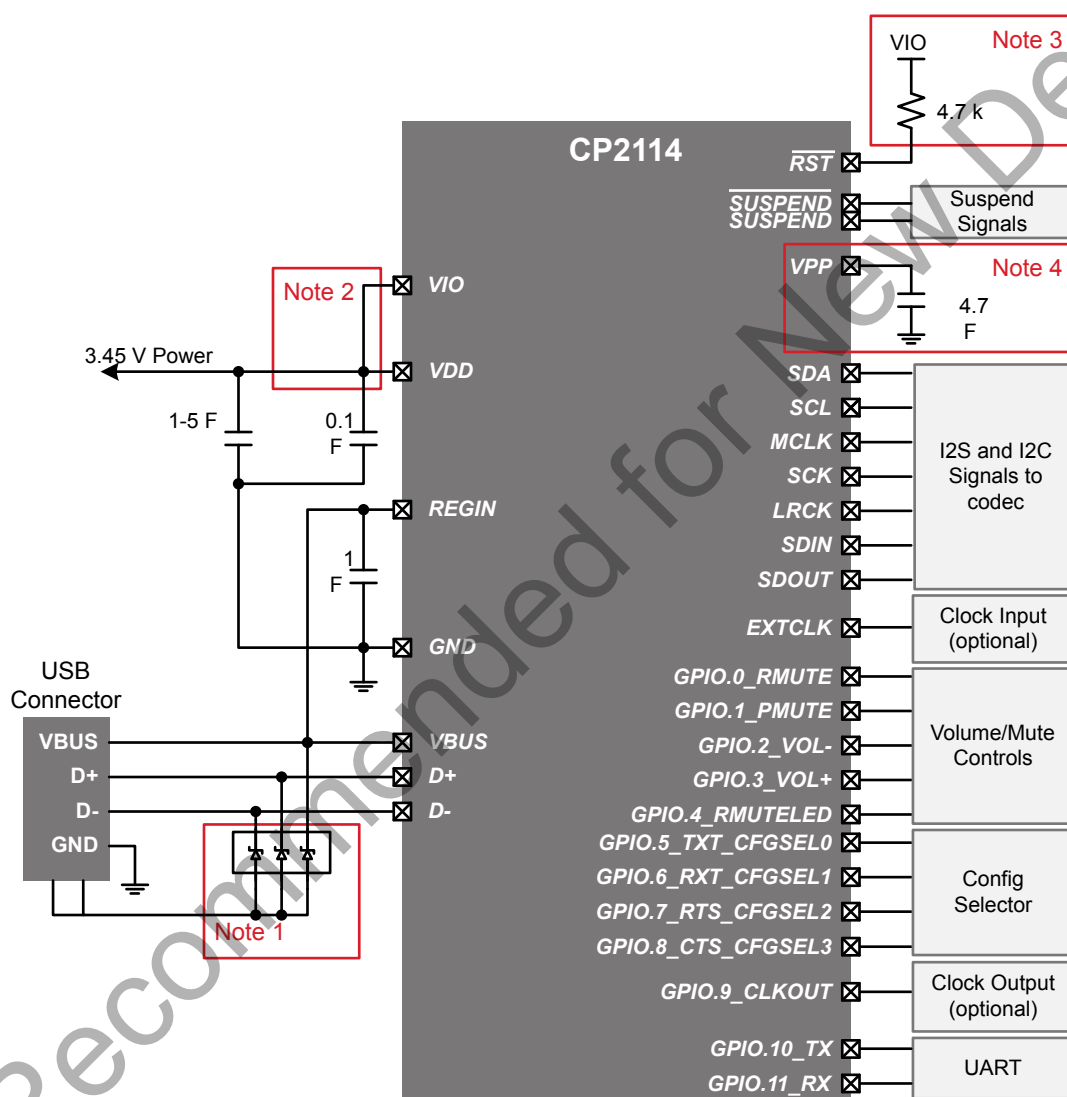 VIO
Note 3
4.7 k
CP2114
RST
SUSPEND
SUSPEND
Suspend
Signals
VPP
Note 4
4.7
F
Note 2
VIO
3.45 V Power
VDD
1-5 F
0.1
F
REGIN
1
F
GND
SDA
SCL
MCLK
SCK
LRCK
SDIN
SDOUT
I2S and I2C
Signals to
codec
EXTCLK
Clock Input
(optional)
USB
Connector
VBUS
D+
D-
GND
VBUS
D+
D-
Note 1
GPIO.0_RMUTE
GPIO.1_PMUTE
GPIO.2_VOL-
GPIO.3_VOL+
GPIO.4_RMUTELED
Volume/Mute
Controls
GPIO.5_TXT_CFGSEL0
GPIO.6_RXT_CFGSEL1
GPIO.7_RTS_CFGSEL2
GPIO.8_CTS_CFGSEL3
Config
Selector
GPIO.9_CLKOUT
Clock Output
(optional)
GPIO.10_TX
GPIO.11_RX
UART
Recommended for New De